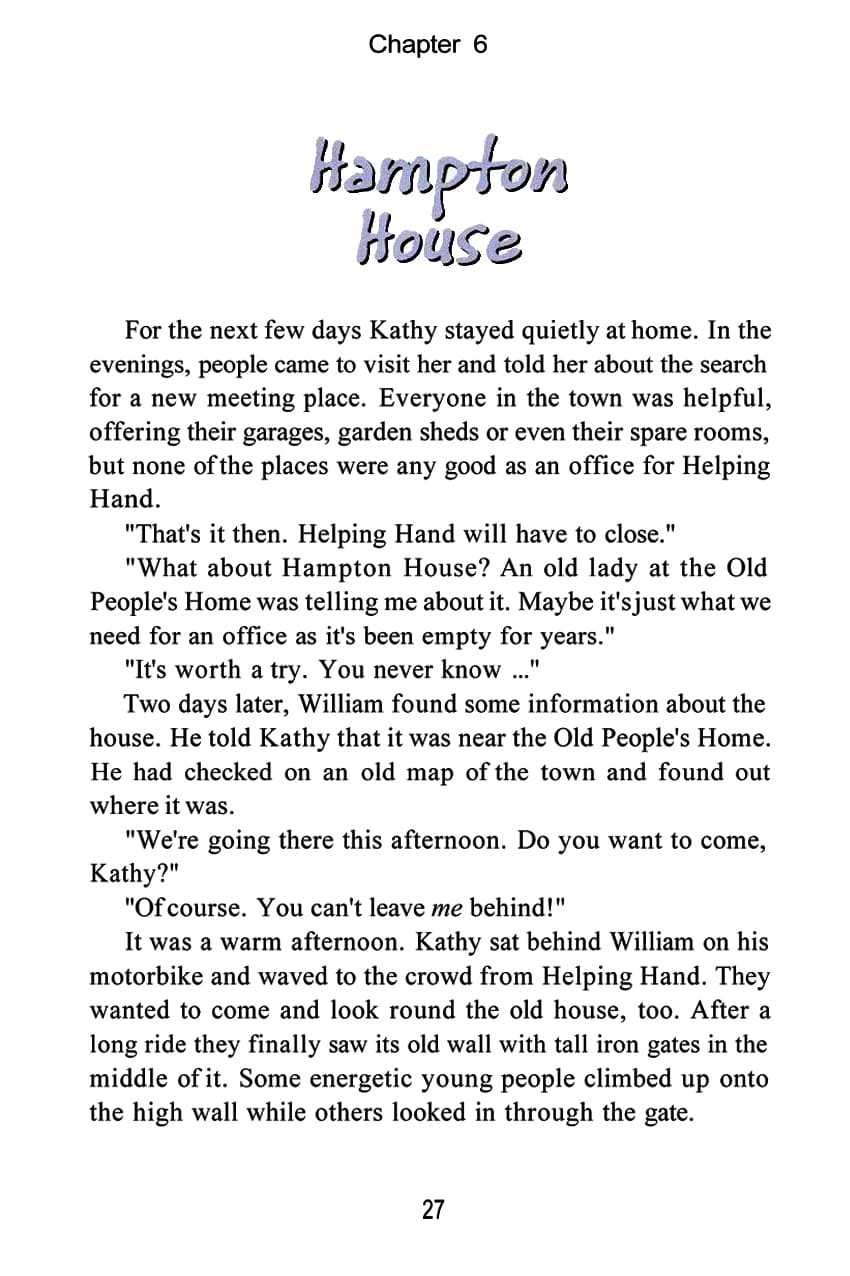 Chapter 6
Hampton
House
For the next few days Kathy stayed quietly at home. In the
evenings, people came to visit her and told her about the search
for a new meeting place. Everyone in the town was helpful,
offering their garages, garden sheds or even their spare rooms,
but none of the places were any good as an office for Helping
Hand.
"That's it then. Helping Hand will have to close."
"What about Hampton House? An old lady at the Old
People's Home was telling me about it. Maybe it's just what we
need for an office as it's been empty for years."
"It's worth a try. You never know ..."
Two days later, William found some information about the
house. He told Kathy that it was near the Old People's Home.
He had checked on an old map of the town and found out
where it was.
"We're going there this afternoon. Do you want to come,
Kathy?"
"Of course. You can't leave me behind!"
It was a warm afternoon. Kathy sat behind William on his
motorbike and waved to the crowd from Helping Hand. They
wanted to come and look round the old house, too. After a
long ride they finally saw its old wall with tall iron gates in the
middle of it. Some energetic young people climbed up onto
the high wall while others looked in through the gate.
27